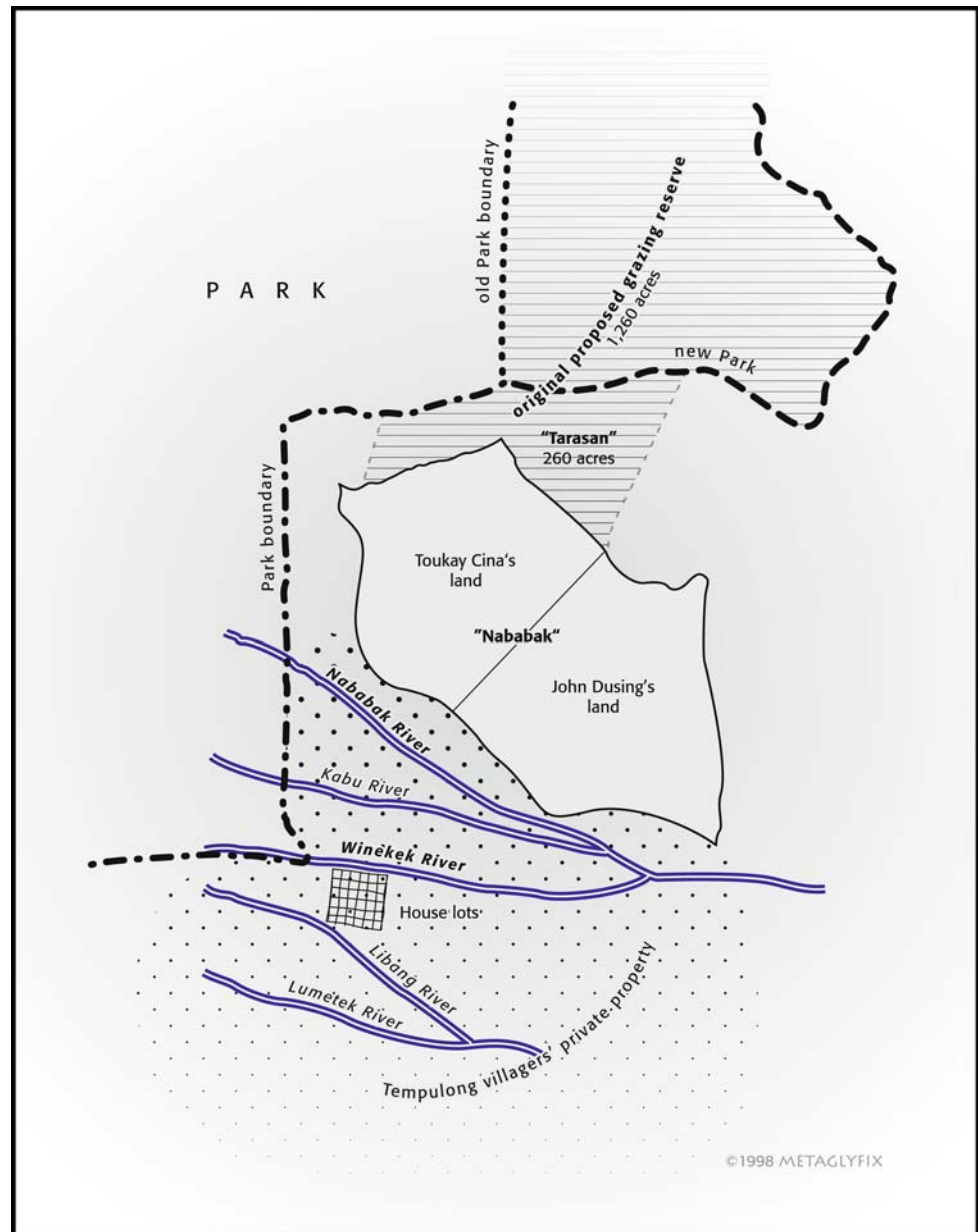 old Park boundary
original proposed grazing reserve
1,260 acres
P A R K
new Park
"Tarasan"
260 acres
Park boundary
Toukay Cina's
land
"Nababak"
John Dusing's
land
Nababak River
Kabu River
Winekek River
House lots
Libang River
Lumetek River
Tempulong villagers' private property
©1998 METAGLYFIX